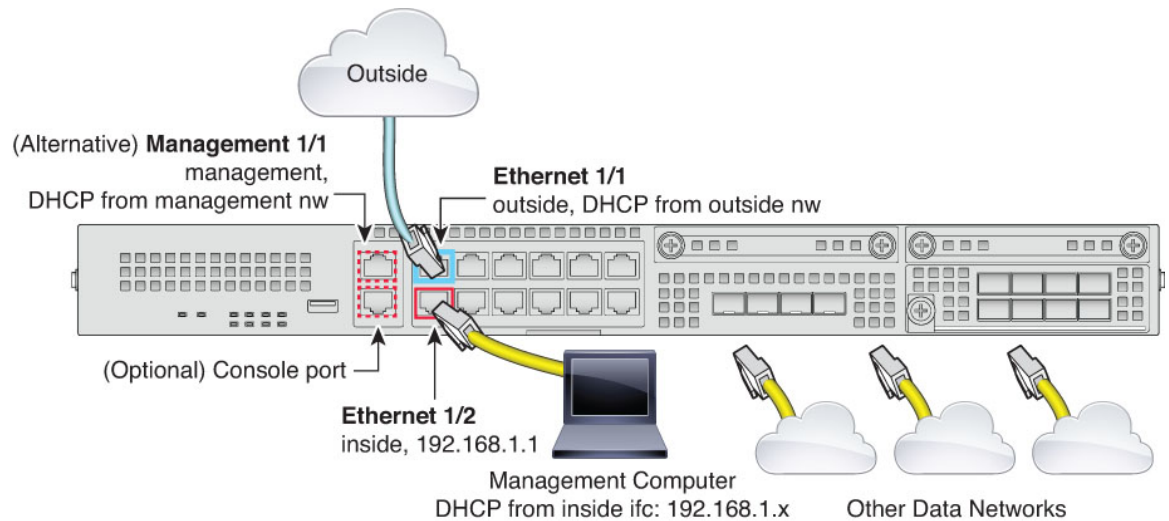 Outside
(Alternative) Management 1/1
management,
DHCP from management nw
Ethernet 1/1
outside, DHCP from outside nw
(Optional) Console port
Ethernet 1/2
inside, 192.168.1.1
Management Computer
DHCP from inside ifc: 192.168.1.x
Other Data Networks